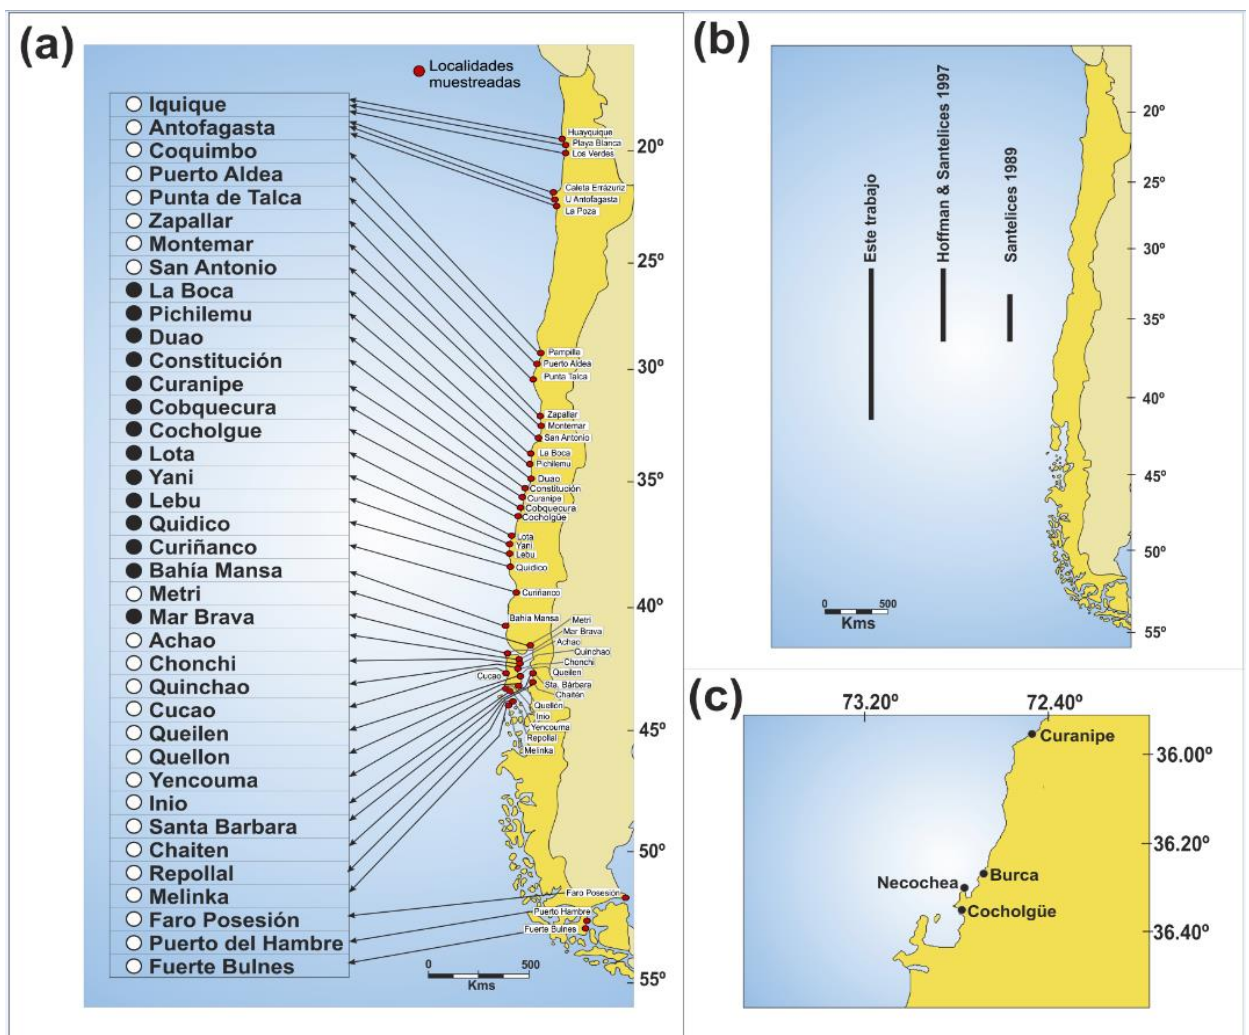 (a)
Localidades
muestreadas
Iquique
Antofagasta
Coquimbo
Puerto Aldea
Punta de Talca
Zapallar
Montemar
San Antonio
La Boca
Pichilemu
Duao
Constitución
Curanipe
Cobquecura
Cocholgue
Lota
Yani
Lebu
Quidico
Curiñanco
Bahía Mansa
Metri
Mar Brava
Achao
Chonchi
Quinchao
Cucao
Queilen
Quellon
Yencouma
Inio
Santa Barbara
Chaiten
Repollal
Melinka
Faro Posesión
Puerto del Hambre
Fuerte Bulnes
Huayquique
Playa Blanca
Los Verdes
Caleta Errázuriz
U Antofagasta
La Poza
Pampilla
Puerto Aldea
Punta Talca
Zapallar
Montemar
San Antonio
La Boca
Pichilemu
Duao
Constitución
Curanipe
Cobquecura
Cocholgüe
Lota
Yani
Lebu
Quidico
Curiñanco
Bahía Mansa
Metri
Mar Brava
Achao
Quinchao
Chonchi
Cucao
Queilen
Sta. Bárbara
Chaitén
Quellón
Inio
Yencouma
Repollal
Melinka
Faro Posesión
Puerto Hambre
Fuerte Bulnes
20º
25º
30º
35º
40º
45º
50º
55º
0 500
Kms
(b)
Este trabajo
Hoffman & Santelices 1997
Santelices 1989
20º
25º
30º
35º
40º
45º
50º
55º
0 500
Kms
(c)
73.20º 72.40º
Curanipe
36.00º
36.20º
Burca
Necochea
Cocholgüe
36.40º